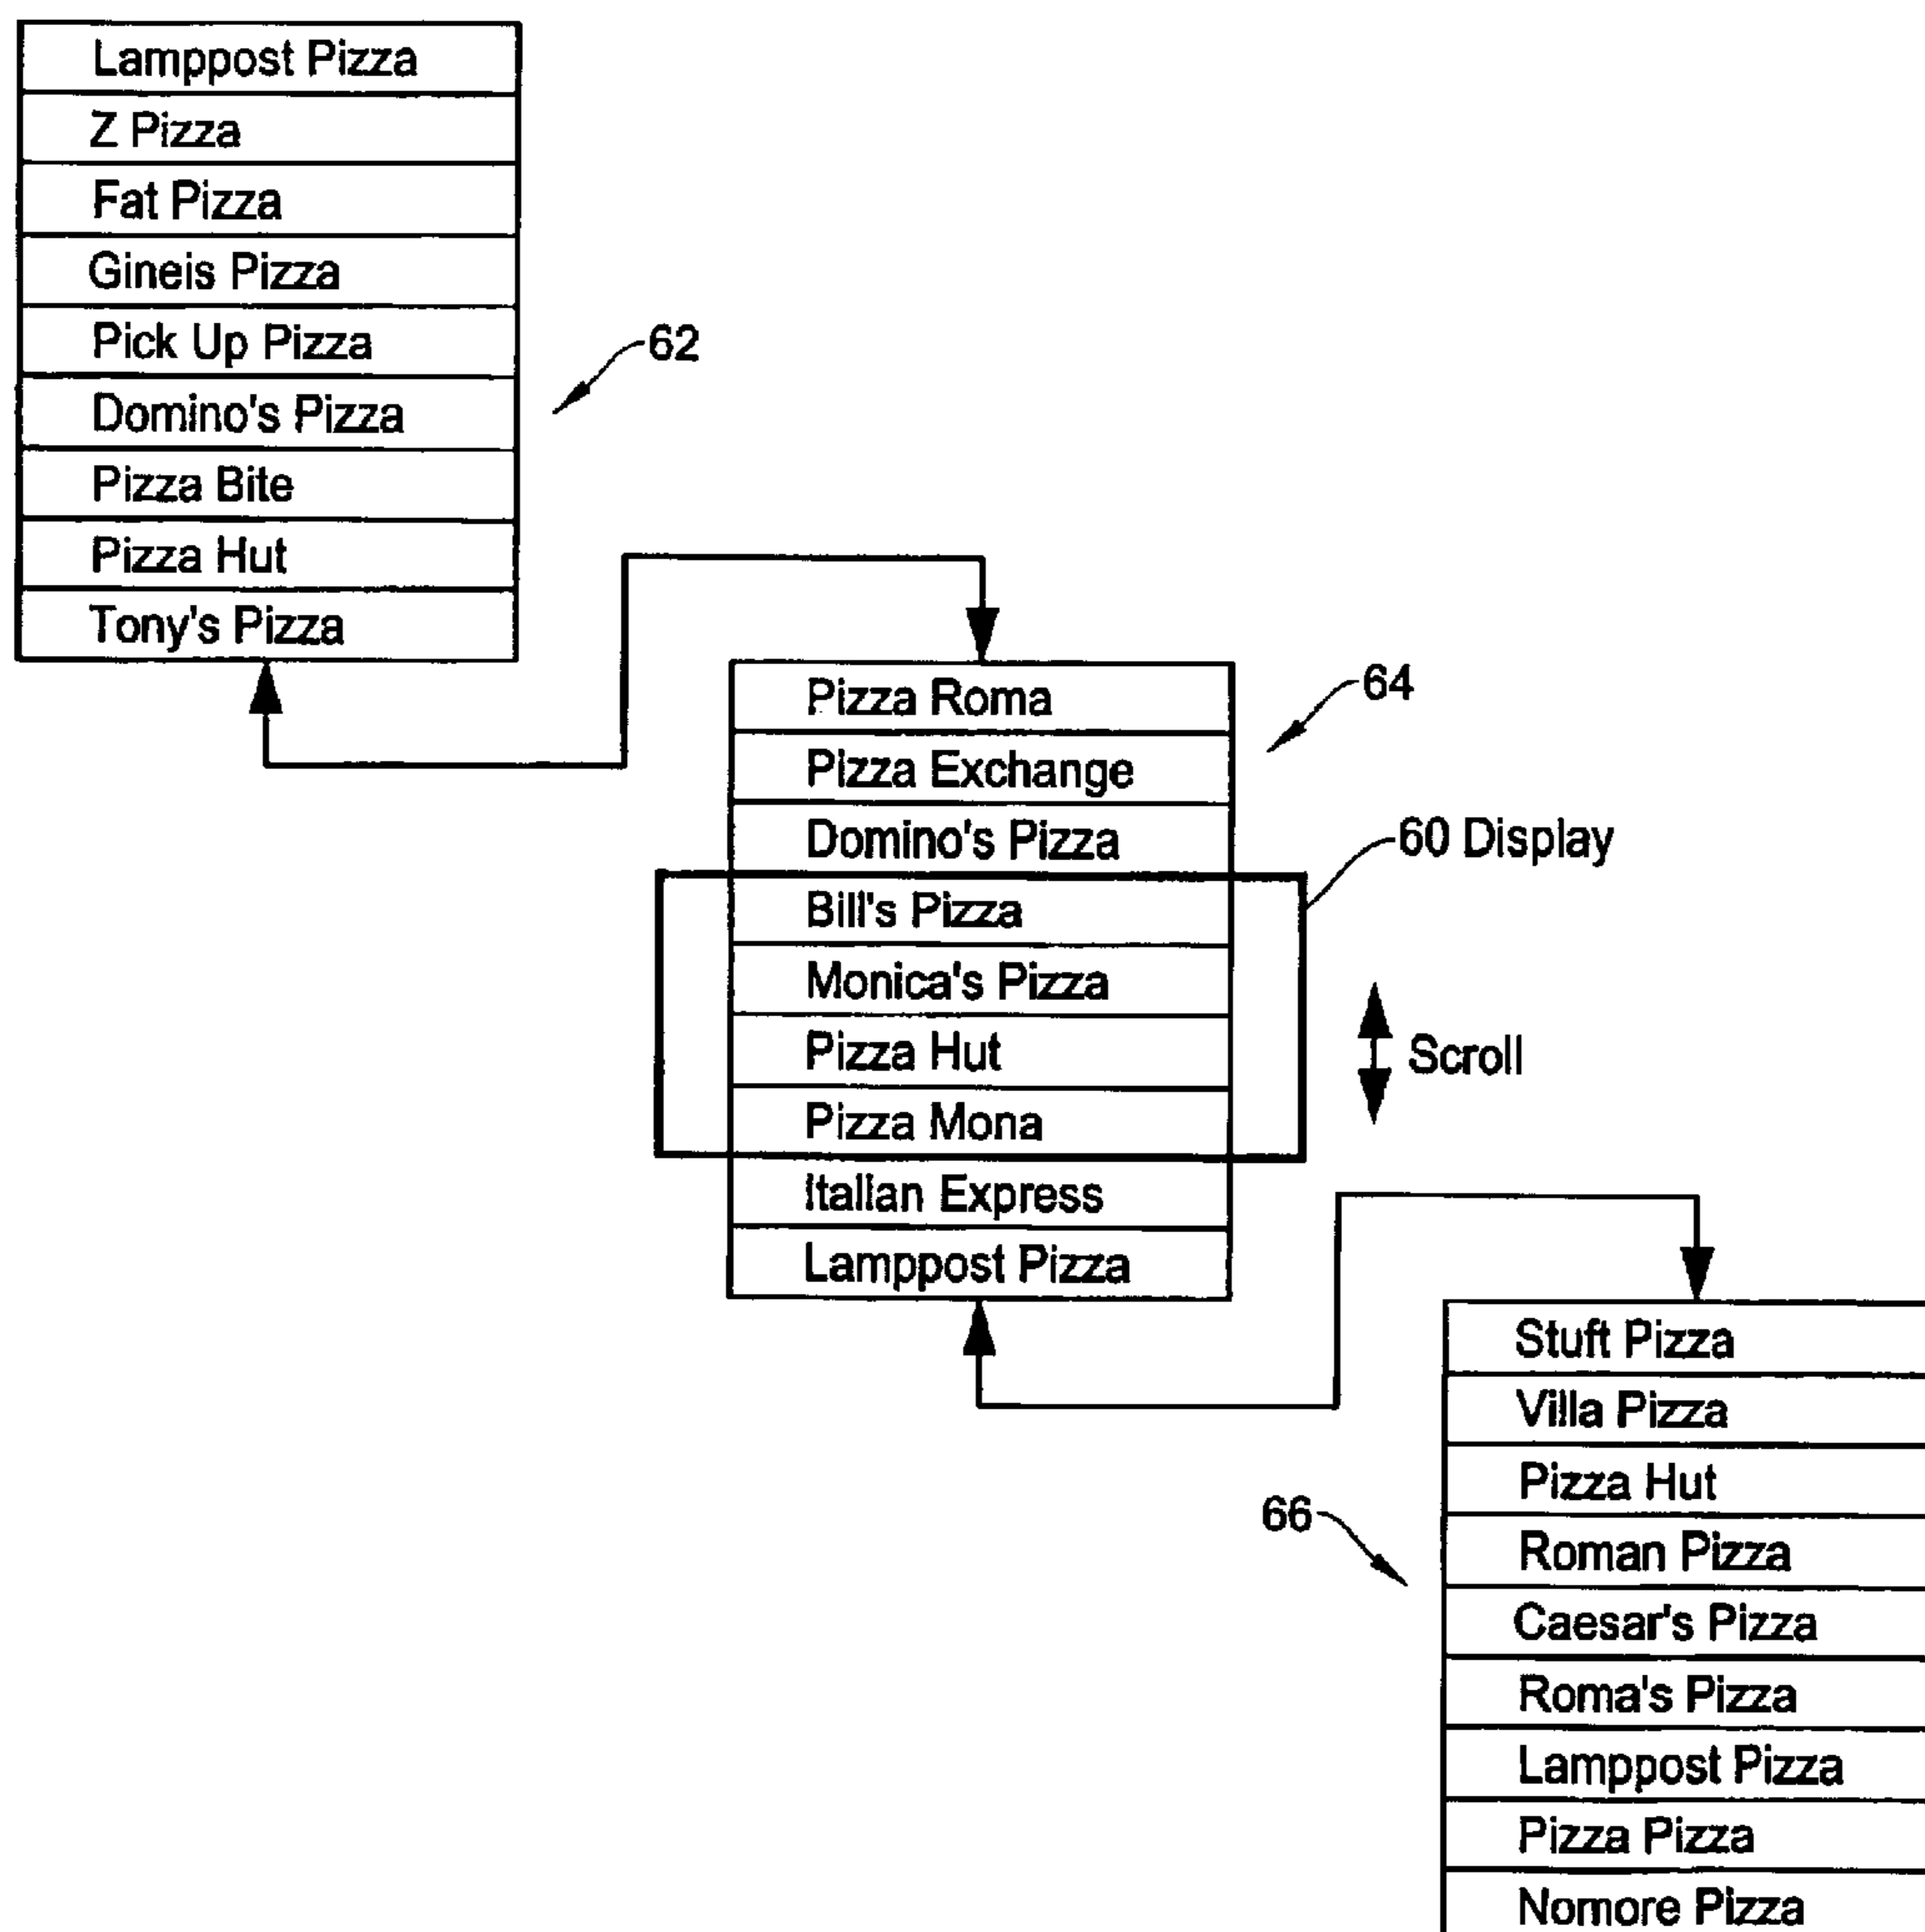 Lamppost Pizza
Z Pizza
Fat Pizza
Gineis Pizza
Pick Up Pizza
Domino's Pizza
Pizza Bite
Pizza Hut
Tony's Pizza
62
Pizza Roma
Pizza Exchange
Domino's Pizza
Bill's Pizza
Monica's Pizza
Pizza Hut
Pizza Mona
Italian Express
Lamppost Pizza
64
60 Display
Scroll
Stuft Pizza
Villa Pizza
Pizza Hut
Roman Pizza
Caesar's Pizza
Roma's Pizza
Lamppost Pizza
Pizza Pizza
Nomore Pizza
66